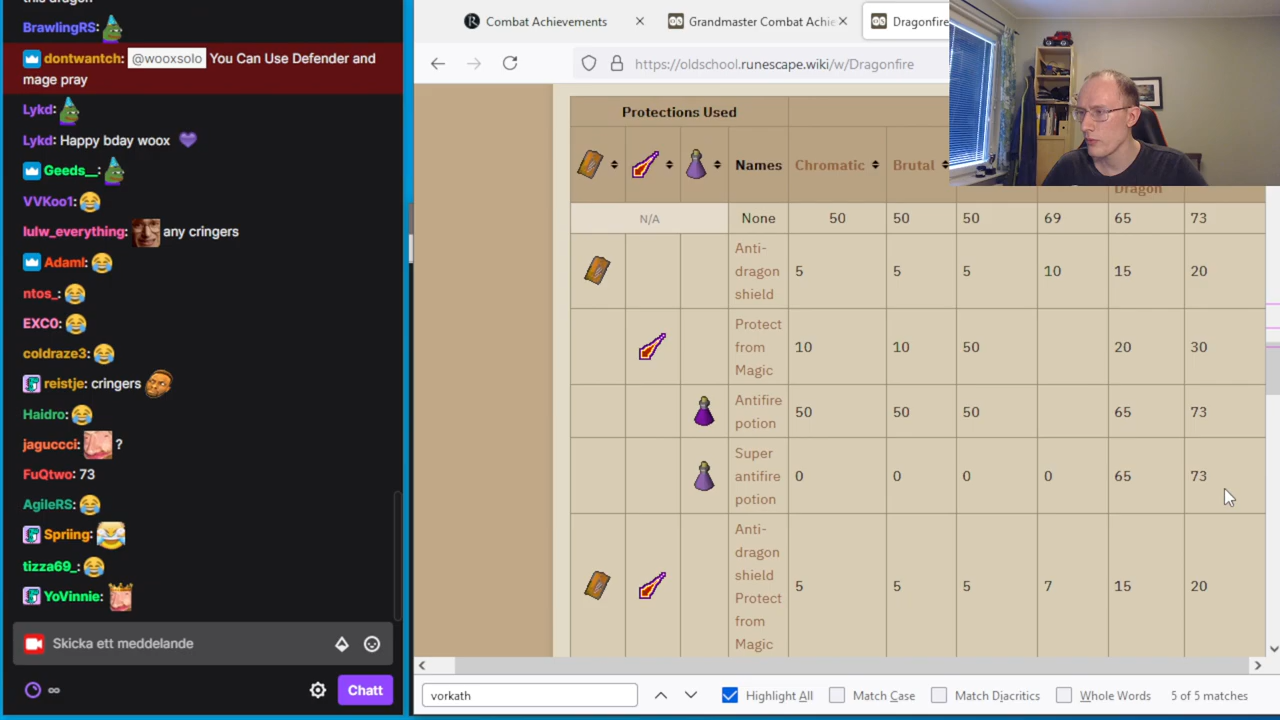 this dragon
BrawlingRS:
dontwantch: @wooxsolo You Can Use Defender and
mage pray
Lykd:
Lykd: Happy bday woox
Geeds__:
VVKoo1:
lulw_everything: any cringers
Adaml:
ntos_:
EXC0:
coldraze3:
reistje: cringers
Haidro:
jaguccci: ?
FuQtwo: 73
AgileRS:
Spriing:
tizza69_:
YoVinnie:
Skicka ett meddelande
∞
Chatt
Combat Achievements
Grandmaster Combat Achie
Dragonfire
https://oldschool.runescape.wiki/w/Dragonfire
Protections Used
Names Chromatic Brutal
Dragon
N/A None 50 50 50 69 65 73
Anti-
dragon
shield
5 5 5 10 15 20
Protect
from
Magic
10 10 50 20 30
Antifire
potion
50 50 50 65 73
Super
antifire
potion
0 0 0 0 65 73
Anti-
dragon
shield
Protect
from
Magic
5 5 5 7 15 20
vorkath
Highlight All Match Case Match Diacritics Whole Words 5 of 5 matches